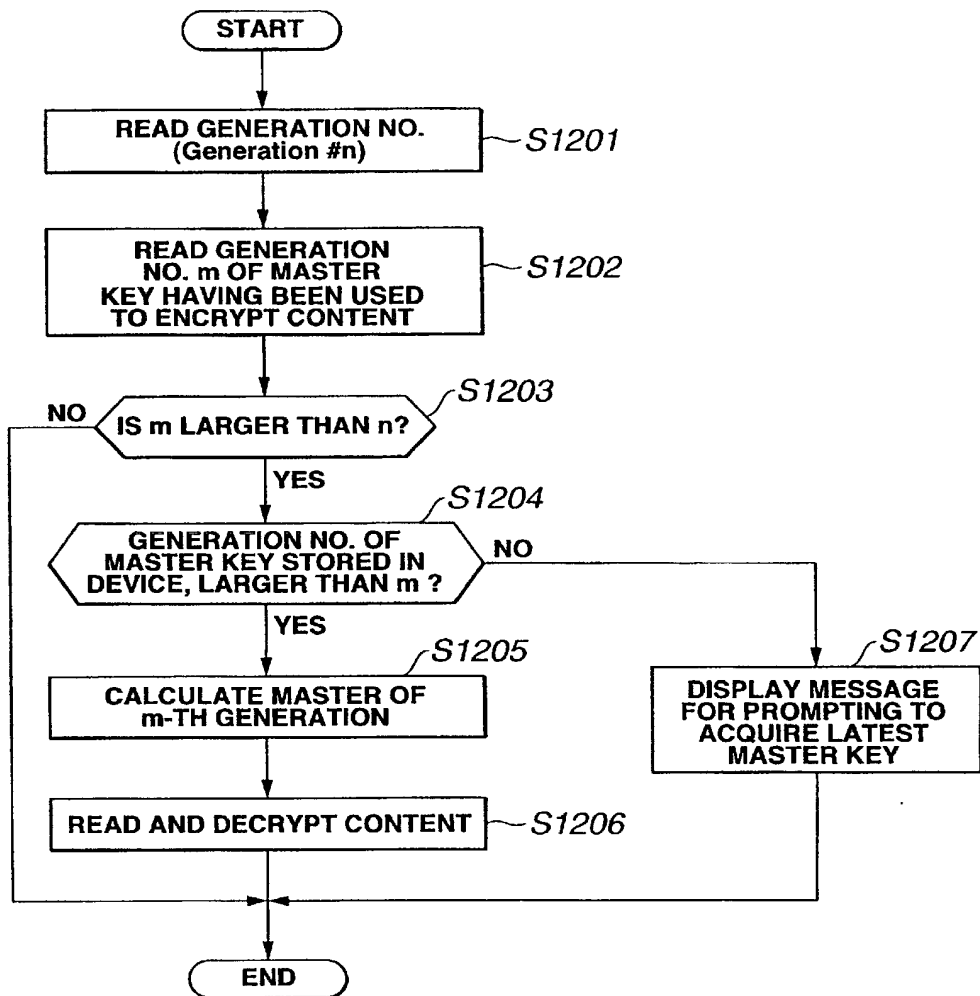 START
READ GENERATION NO.
(Generation #n)
S1201
READ GENERATION
NO. m OF MASTER
KEY HAVING BEEN USED
TO ENCRYPT CONTENT
S1202
S1203
NO
IS m LARGER THAN n?
YES
S1204
GENERATION NO. OF
MASTER KEY STORED IN
DEVICE, LARGER THAN m ?
NO
YES
S1205
CALCULATE MASTER OF
m-TH GENERATION
S1207
DISPLAY MESSAGE
FOR PROMPTING TO
ACQUIRE LATEST
MASTER KEY
READ AND DECRYPT CONTENT
S1206
END